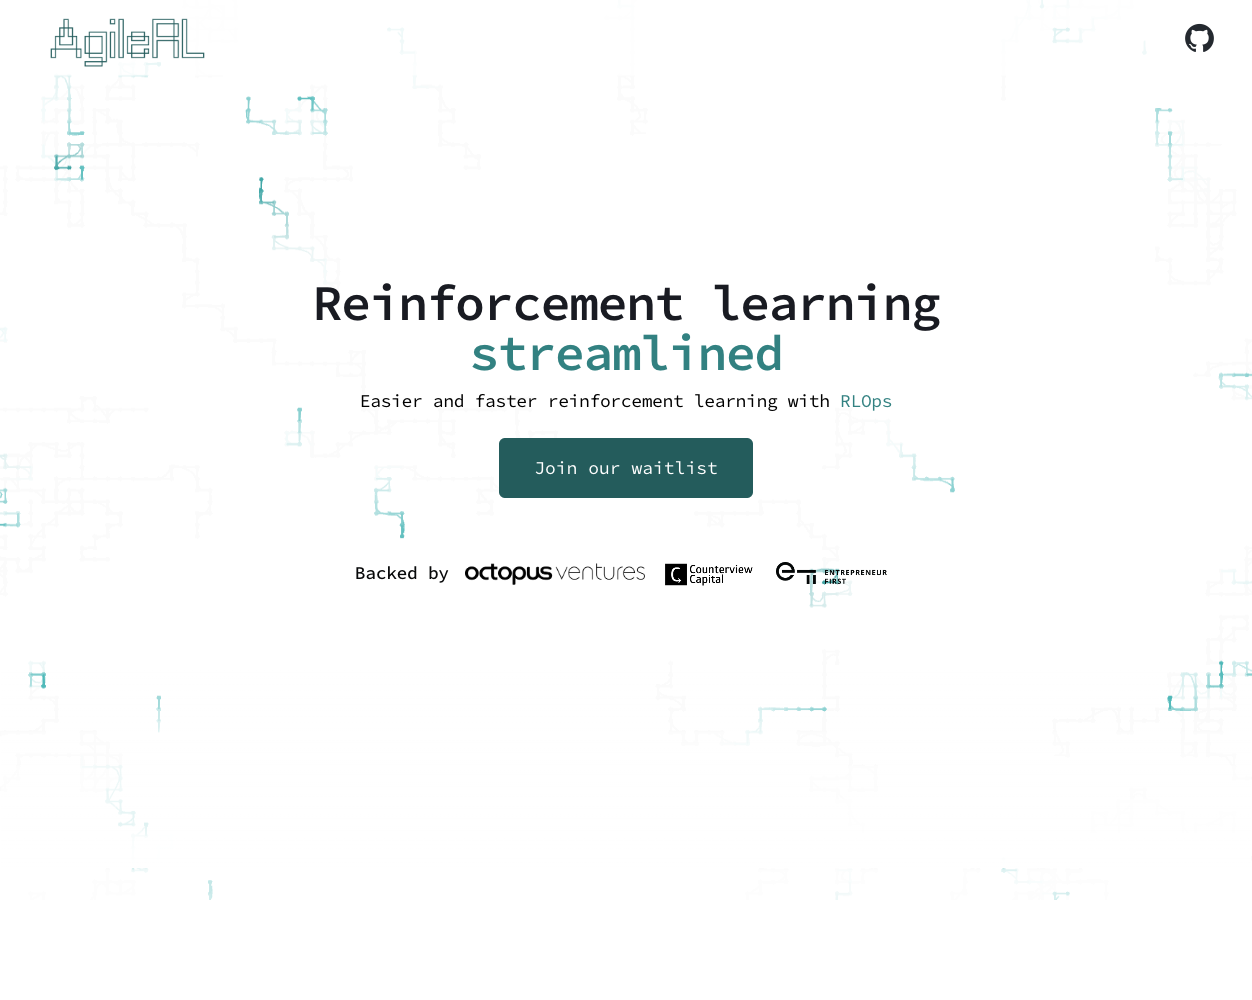 AgileRL
Reinforcement learning
streamlined
Easier and faster reinforcement learning with RLOps
Join our waitlist
Backed by octopus ventures Counterview Capital ENTREPRENEUR FIRST